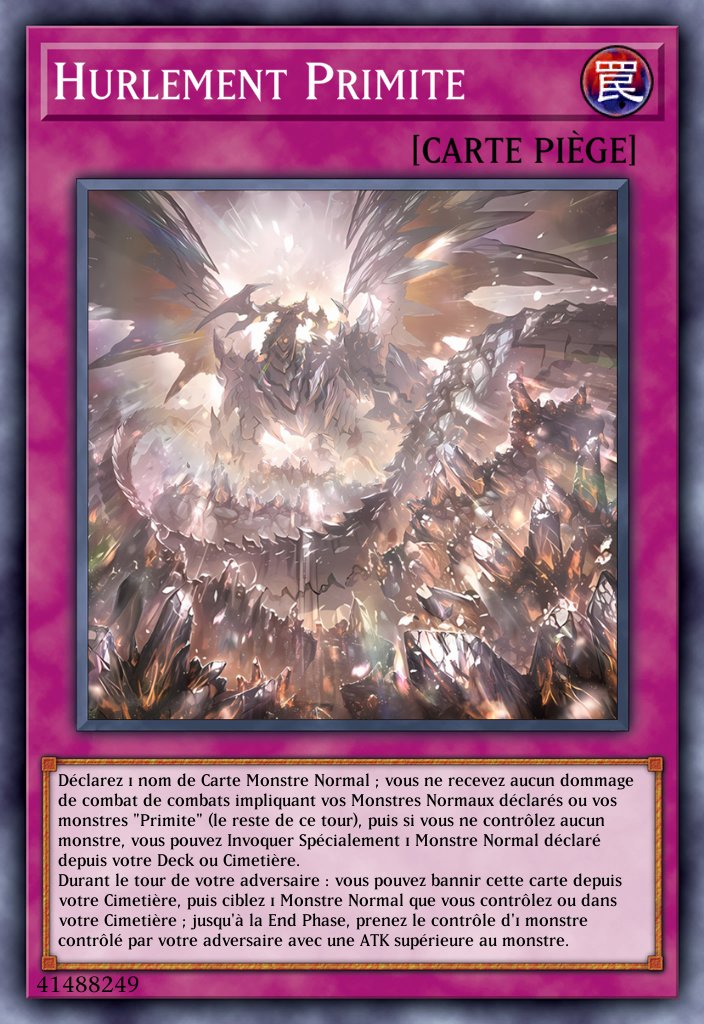 Hurlement Primite
罠
[CARTE PIÈGE]
Déclarez 1 nom de Carte Monstre Normal ; vous ne recevez aucun dommage
de combat de combats impliquant vos Monstres Normaux déclarés ou vos
monstres "Primite" (le reste de ce tour), puis si vous ne contrôlez aucun
monstre, vous pouvez Invoquer Spécialement 1 Monstre Normal déclaré
depuis votre Deck ou Cimetière.
Durant le tour de votre adversaire : vous pouvez bannir cette carte depuis
votre Cimetière, puis ciblez 1 Monstre Normal que vous contrôlez ou dans
votre Cimetière ; jusqu'à la End Phase, prenez le contrôle d'1 monstre
contrôlé par votre adversaire avec une ATK supérieure au monstre.
41488249